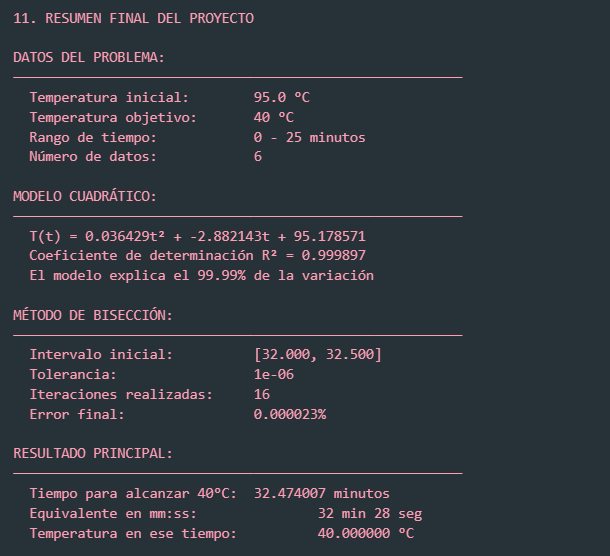 11. RESUMEN FINAL DEL PROYECTO
DATOS DEL PROBLEMA:
Temperatura inicial: 95.0 °C
Temperatura objetivo: 40 °C
Rango de tiempo: 0 - 25 minutos
Número de datos: 6
MODELO CUADRÁTICO:
T(t) = 0.036429t² + -2.882143t + 95.178571
Coeficiente de determinación R² = 0.999897
El modelo explica el 99.99% de la variación
MÉTODO DE BISECCIÓN:
Intervalo inicial: [32.000, 32.500]
Tolerancia: 1e-06
Iteraciones realizadas: 16
Error final: 0.000023%
RESULTADO PRINCIPAL:
Tiempo para alcanzar 40°C: 32.474007 minutos
Equivalente en mm:ss: 32 min 28 seg
Temperatura en ese tiempo: 40.000000 °C